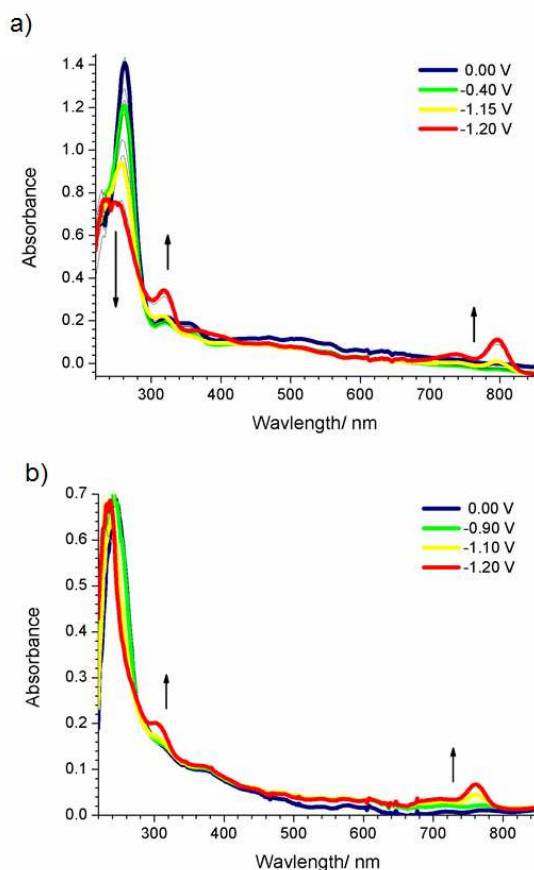 a)
1.4
1.2
1.0
0.8
0.6
0.4
0.2
0.0
Absorbance
0.00 V
-0.40 V
-1.15 V
-1.20 V
300 400 500 600 700 800
Wavlength/ nm
b)
0.7
0.6
0.5
0.4
0.3
0.2
0.1
0.0
Absorbance
0.00 V
-0.90 V
-1.10 V
-1.20 V
300 400 500 600 700 800
Wavlength/ nm